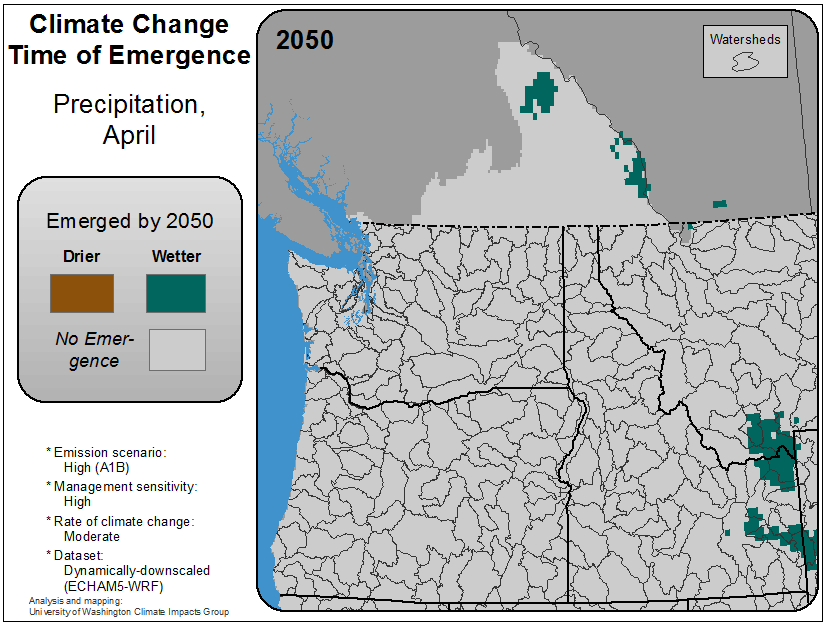 Climate Change
Time of Emergence
Precipitation,
April
Emerged by 2050
Drier
Wetter
No Emer-
gence
* Emission scenario:
High (A1B)
* Management sensitivity:
High
* Rate of climate change:
Moderate
* Dataset:
Dynamically-downscaled
(ECHAM5-WRF)
Analysis and mapping:
University of Washington Climate Impacts Group
2050
Watersheds